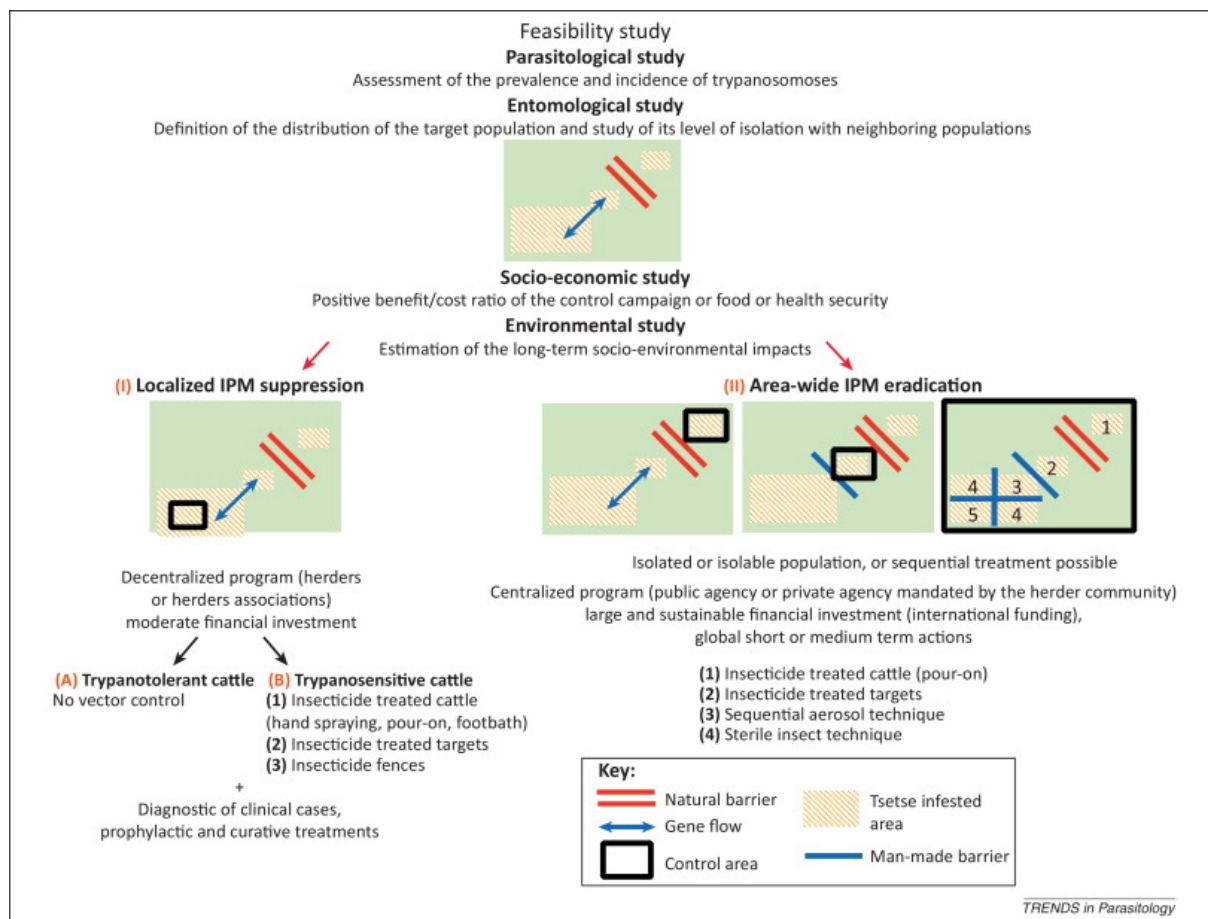 Feasibility study
Parasitological study
Assessment of the prevalence and incidence of trypanosomoses
Entomological study
Definition of the distribution of the target population and study of its level of isolation with neighboring populations
Socio-economic study
Positive benefit/cost ratio of the control campaign or food or health security
Environmental study
Estimation of the long-term socio-environmental impacts
(I) Localized IPM suppression
Decentralized program (herders
or herders associations)
moderate financial investment
(A) Trypanotolerant cattle
No vector control
(B) Trypanosensitive cattle
(1) Insecticide treated cattle
(hand spraying, pour-on, footbath)
(2) Insecticide treated targets
(3) Insecticide fences
+
Diagnostic of clinical cases,
prophylactic and curative treatments
(II) Area-wide IPM eradication
1
2
4 3
5 4
Isolated or isolable population, or sequential treatment possible
Centralized program (public agency or private agency mandated by the herder community)
large and sustainable financial investment (international funding),
global short or medium term actions
(1) Insecticide treated cattle (pour-on)
(2) Insecticide treated targets
(3) Sequential aerosol technique
(4) Sterile insect technique
Key:
Natural barrier
Gene flow
Control area
Tsetse infested
area
Man-made barrier
TRENDS in Parasitology